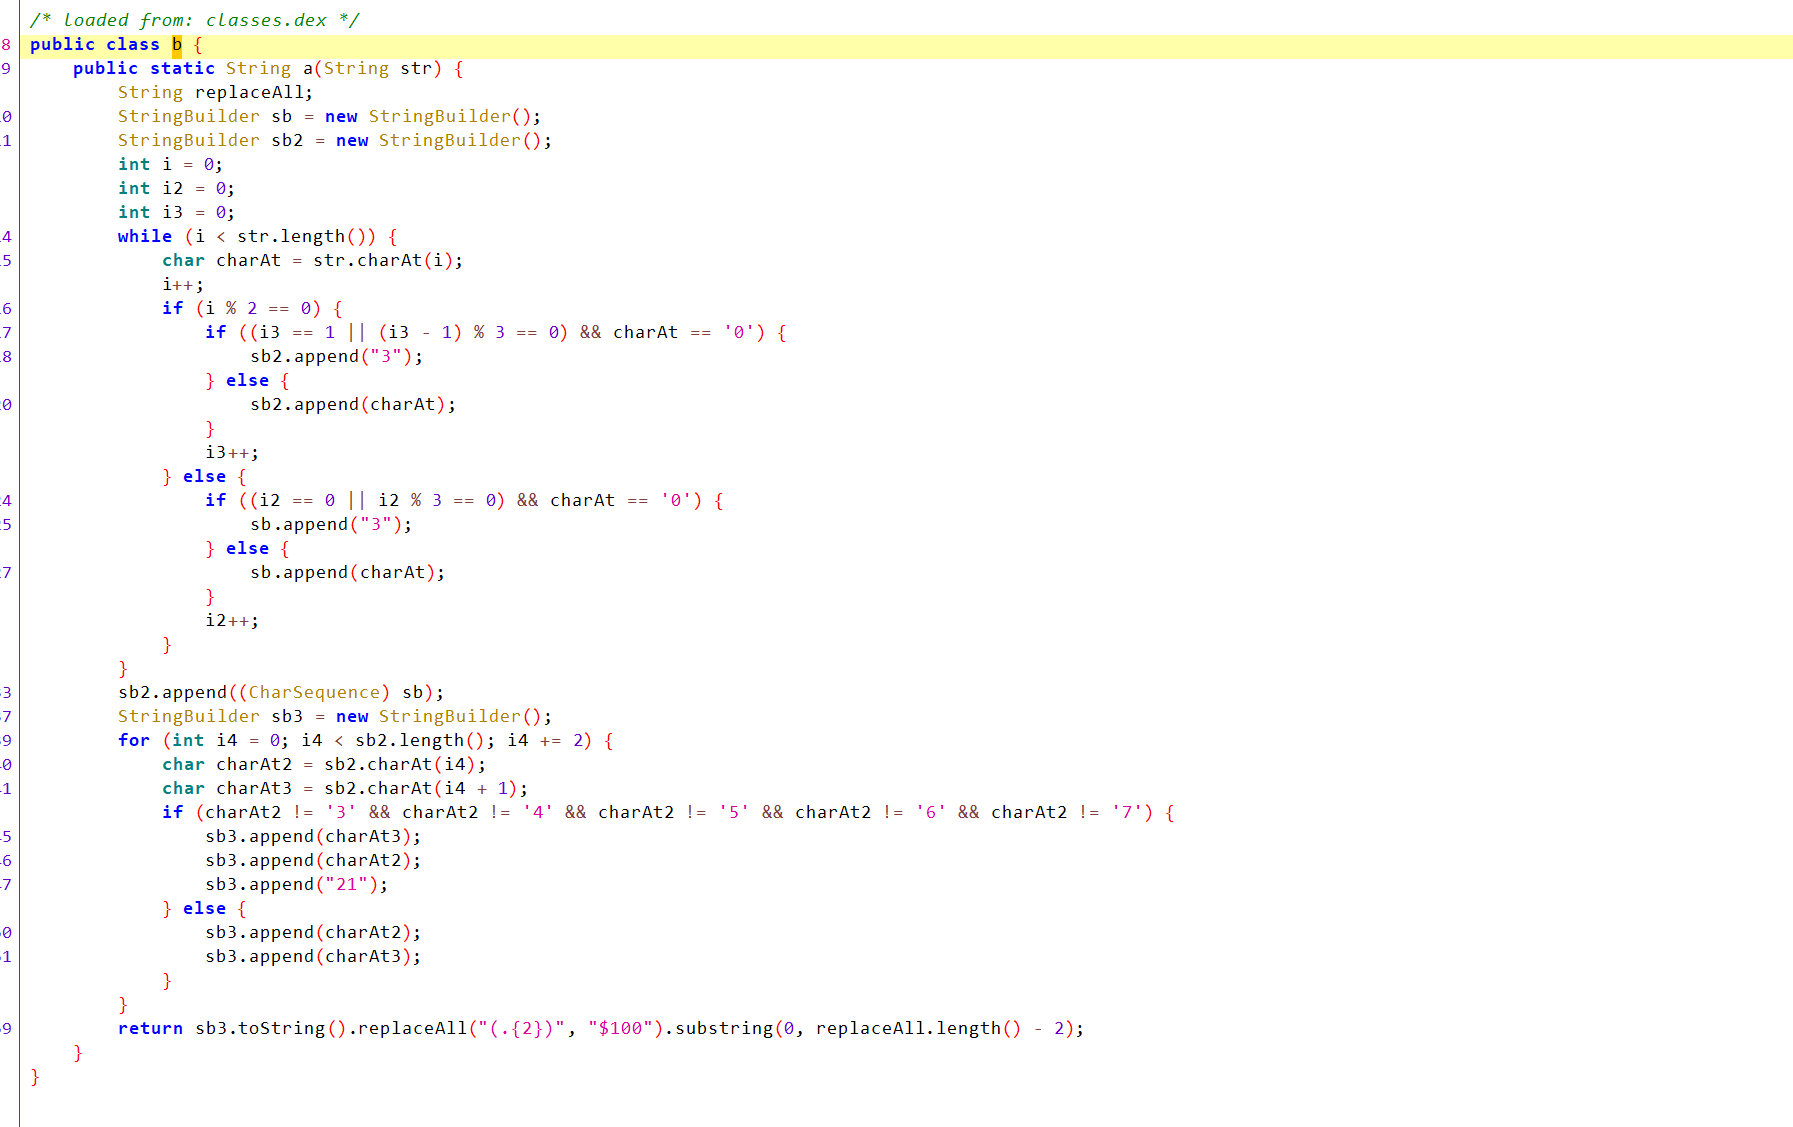 /* loaded from: classes.dex */
8 public class b {
9 public static String a(String str) {
String replaceAll;
0 StringBuilder sb = new StringBuilder();
1 StringBuilder sb2 = new StringBuilder();
int i = 0;
int i2 = 0;
int i3 = 0;
4 while (i < str.length()) {
5 char charAt = str.charAt(i);
i++;
6 if (i % 2 == 0) {
7 if ((i3 == 1 || (i3 - 1) % 3 == 0) && charAt == '0') {
8 sb2.append("3");
} else {
0 sb2.append(charAt);
}
i3++;
} else {
4 if ((i2 == 0 || i2 % 3 == 0) && charAt == '0') {
5 sb.append("3");
} else {
7 sb.append(charAt);
}
i2++;
}
}
3 sb2.append((CharSequence) sb);
7 StringBuilder sb3 = new StringBuilder();
9 for (int i4 = 0; i4 < sb2.length(); i4 += 2) {
0 char charAt2 = sb2.charAt(i4);
1 char charAt3 = sb2.charAt(i4 + 1);
if (charAt2 != '3' && charAt2 != '4' && charAt2 != '5' && charAt2 != '6' && charAt2 != '7') {
5 sb3.append(charAt3);
6 sb3.append(charAt2);
7 sb3.append("21");
} else {
0 sb3.append(charAt2);
1 sb3.append(charAt3);
}
}
9 return sb3.toString().replaceAll("(.{2})", "$100").substring(0, replaceAll.length() - 2);
}
}